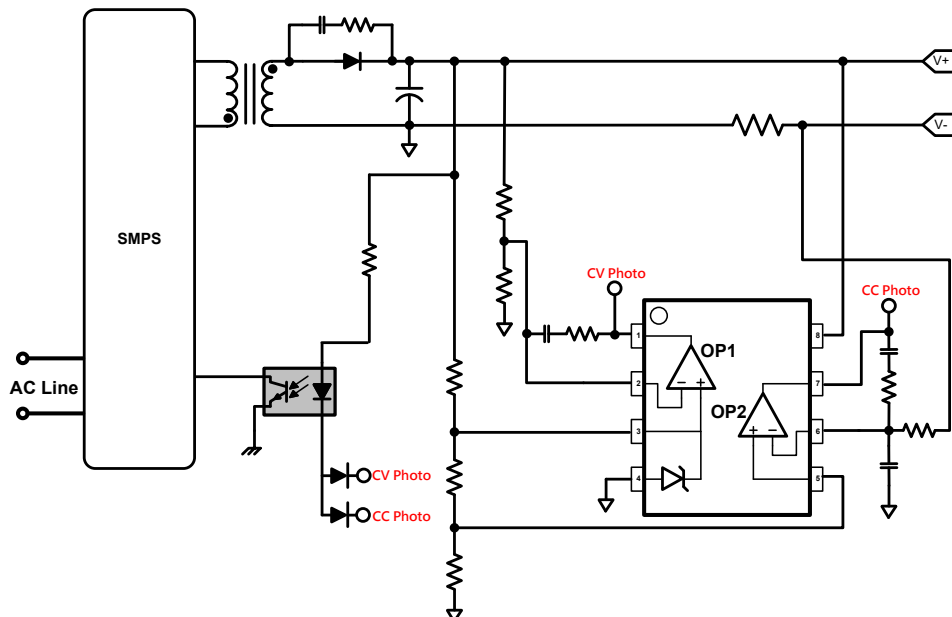 V+
V-
SMPS
CV Photo
CC Photo
1
OP1
8
AC Line
2
- +
OP2
7
3
+ -
6
4
5
CV Photo
CC Photo